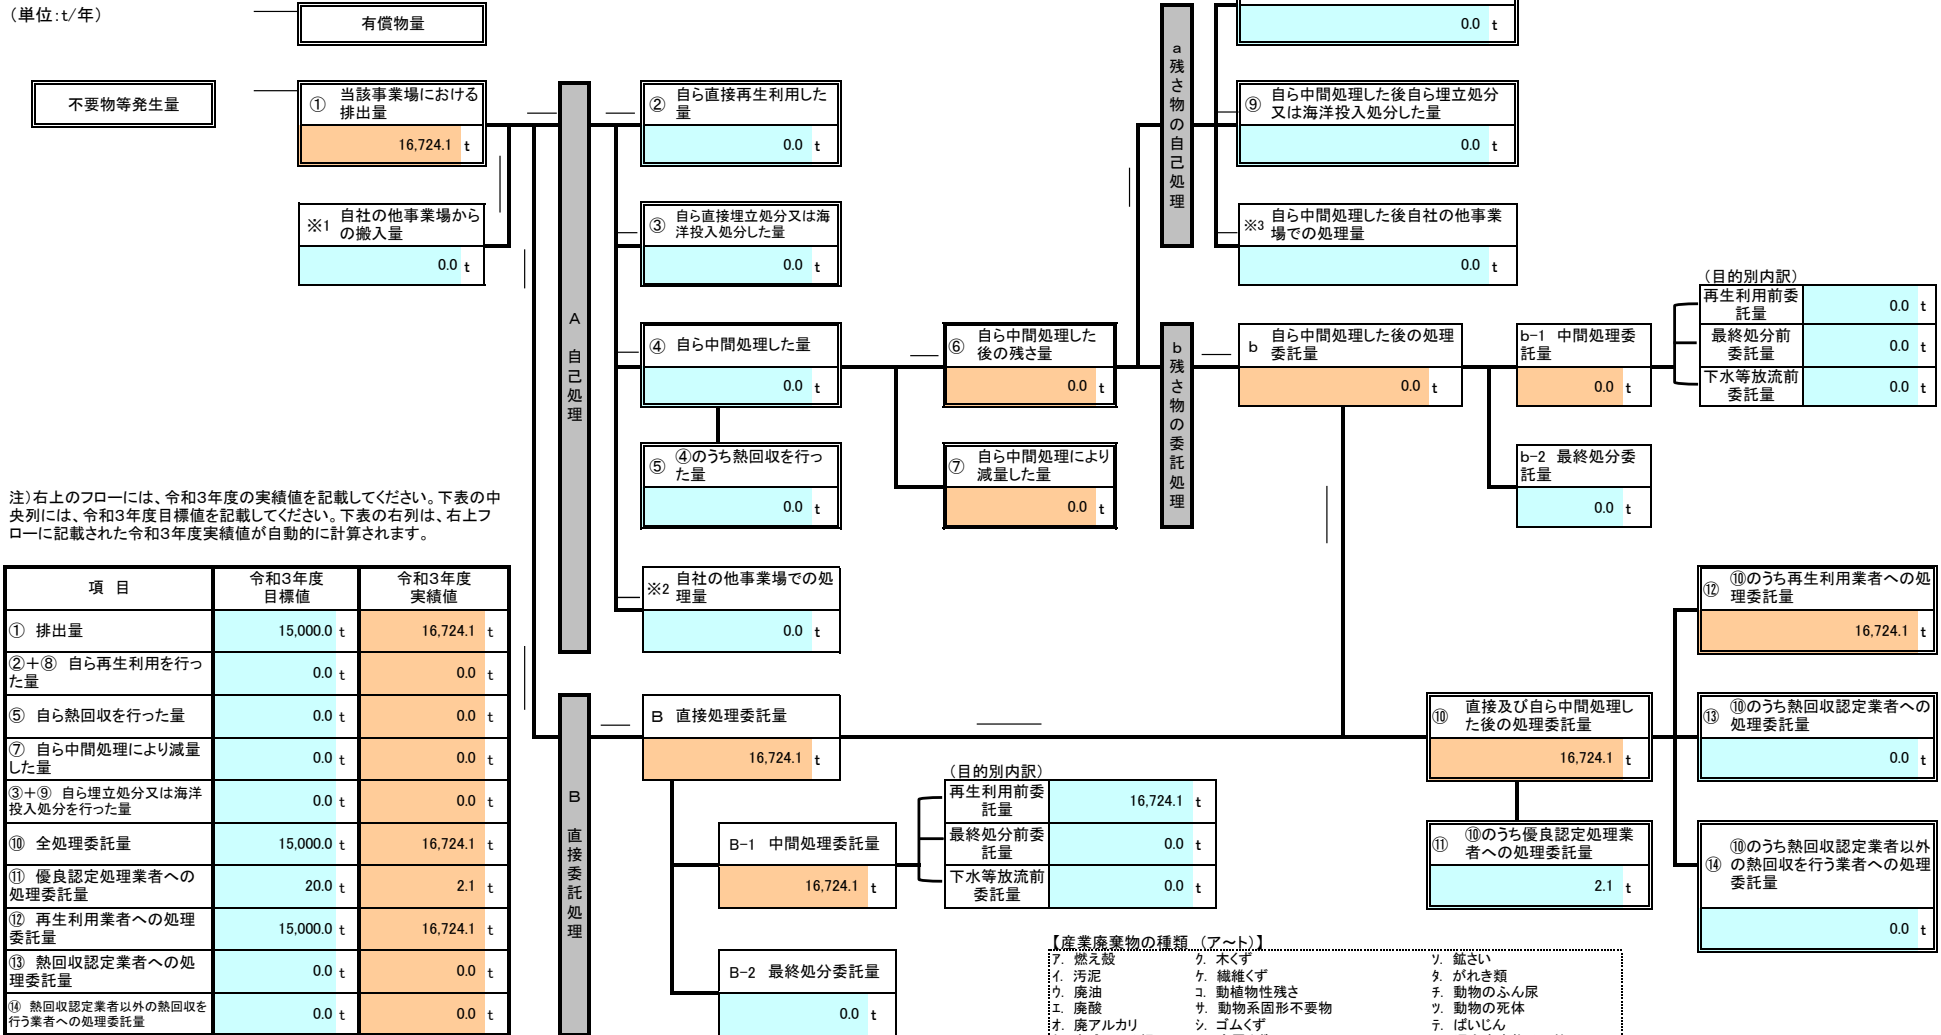 (単位:t/年)
有償物量
不要物等発生量
① 当該事業場における
排出量
16,724.1 t
※1 自社の他事業場から
の搬入量
0.0 t
A 自己処理
② 自ら直接再生利用した
量
0.0 t
③ 自ら直接埋立処分又は海
洋投入処分した量
0.0 t
④ 自ら中間処理した量
0.0 t
⑤ ④のうち熱回収を行っ
た量
0.0 t
※2 自社の他事業場での処
理量
0.0 t
⑥ 自ら中間処理した
後の残さ量
0.0 t
⑦ 自ら中間処理により
減量した量
0.0 t
a 残さ物の自己処理
0.0 t
⑨ 自ら中間処理した後自ら埋立処分
又は海洋投入処分した量
0.0 t
※3 自ら中間処理した後自社の他事業
場での処理量
0.0 t
b 残さ物の委託処理
b 自ら中間処理した後の処理
委託量
0.0 t
b-1 中間処理委
託量
0.0 t
b-2 最終処分委
託量
0.0 t
(目的別内訳)
再生利用前委
託量
0.0 t
最終処分前
委託量
0.0 t
下水等放流前
委託量
0.0 t
注)右上のフローには、令和3年度の実績値を記載してください。下表の中
央列には、令和3年度目標値を記載してください。下表の右列は、右上フ
ローに記載された令和3年度実績値が自動的に計算されます。
項 目
令和3年度
目標値
令和3年度
実績値
① 排出量
15,000.0 t
16,724.1 t
②+⑧ 自ら再生利用を行っ
た量
0.0 t
0.0 t
⑤ 自ら熱回収を行った量
0.0 t
0.0 t
⑦ 自ら中間処理により減量
した量
0.0 t
0.0 t
③+⑨ 自ら埋立処分又は海洋
投入処分を行った量
0.0 t
0.0 t
⑩ 全処理委託量
15,000.0 t
16,724.1 t
⑪ 優良認定処理業者への
処理委託量
20.0 t
2.1 t
⑫ 再生利用業者への処理
委託量
15,000.0 t
16,724.1 t
⑬ 熱回収認定業者への処
理委託量
0.0 t
0.0 t
⑭ 熱回収認定業者以外の熱回収を
行う業者への処理委託量
0.0 t
0.0 t
B 直接委託処理
B 直接処理委託量
16,724.1 t
B-1 中間処理委託量
16,724.1 t
B-2 最終処分委託量
0.0 t
(目的別内訳)
再生利用前委
託量
16,724.1 t
最終処分前委
託量
0.0 t
下水等放流前
委託量
0.0 t
⑩ 直接及び自ら中間処理し
た後の処理委託量
16,724.1 t
⑪ ⑩のうち優良認定処理業
者への処理委託量
2.1 t
⑫ ⑩のうち再生利用業者への処
理委託量
16,724.1 t
⑬ ⑩のうち熱回収認定業者への
処理委託量
0.0 t
⑭ ⑩のうち熱回収認定業者以外
の熱回収を行う業者への処理
委託量
0.0 t
【産業廃棄物の種類 (ア~ト)】
ア. 燃え殻 ク. 木くず ソ. 鉱さい
イ. 汚泥 ケ. 繊維くず タ. がれき類
ウ. 廃油 コ. 動植物性残さ チ. 動物のふん尿
エ. 廃酸 サ. 動物系固形不要物 ツ. 動物の死体
オ. 廃アルカリ シ. ゴムくず テ. ばいじん